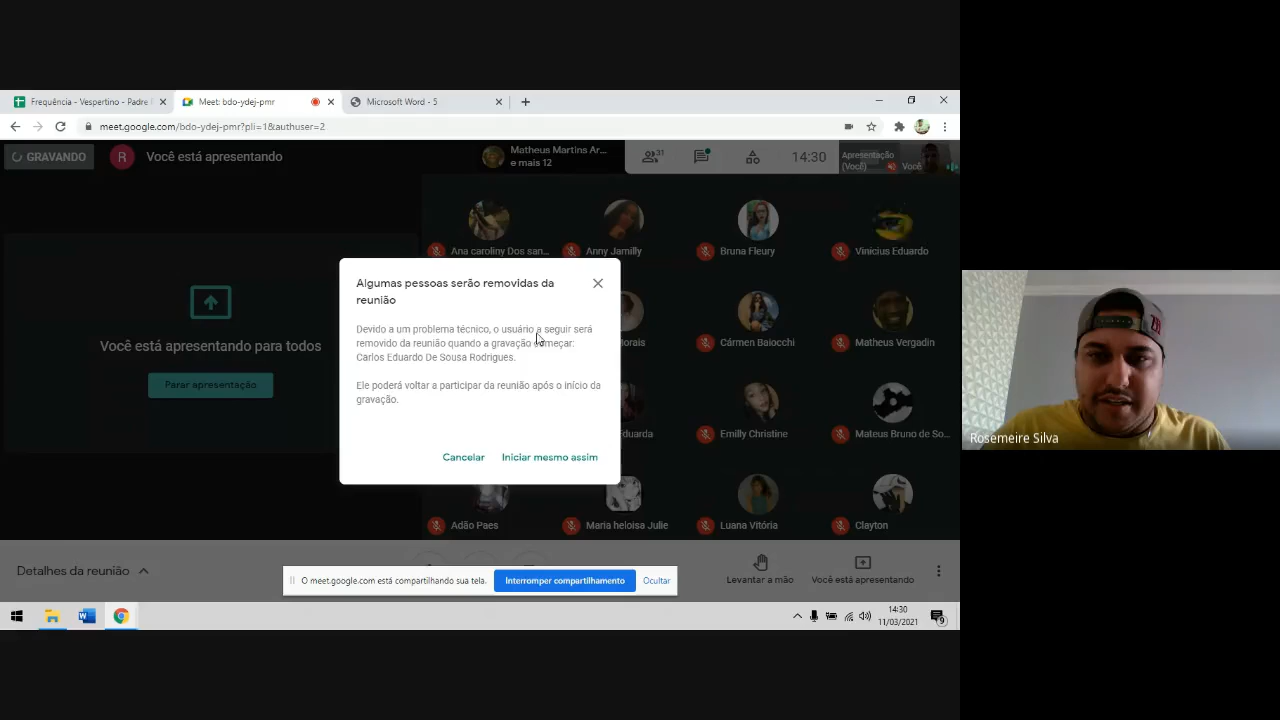 Frequência - Vespertino - Padre
Meet: bdo-ydej-pmr
Microsoft Word - 5
meet.google.com/bdo-ydej-pmr?pli=1&authuser=2
GRAVANDO
R
Você está apresentando
Matheus Martins Ar...
e mais 12
31
14:30
Apresentação
(Você)
Você
Ana caroliny Dos san...
Anny Jamilly
Bruna Fleury
Vinicius Eduardo
Algumas pessoas serão removidas da
reunião
Devido a um problema técnico, o usuário a seguir será
removido da reunião quando a gravação começar:
Carlos Eduardo De Sousa Rodrigues.
Ele poderá voltar a participar da reunião após o início da
gravação.
Cancelar
Iniciar mesmo assim
Você está apresentando para todos
Parar apresentação
Morais
Cármen Baiocchi
Matheus Vergadin
Eduarda
Emilly Christine
Mateus Bruno de So...
Adão Paes
Maria heloisa Julie
Luana Vitória
Clayton
Rosemeire Silva
Detalhes da reunião
O meet.google.com está compartilhando sua tela.
Interromper compartilhamento
Ocultar
Levantar a mão
Você está apresentando
14:30
11/03/2021
9